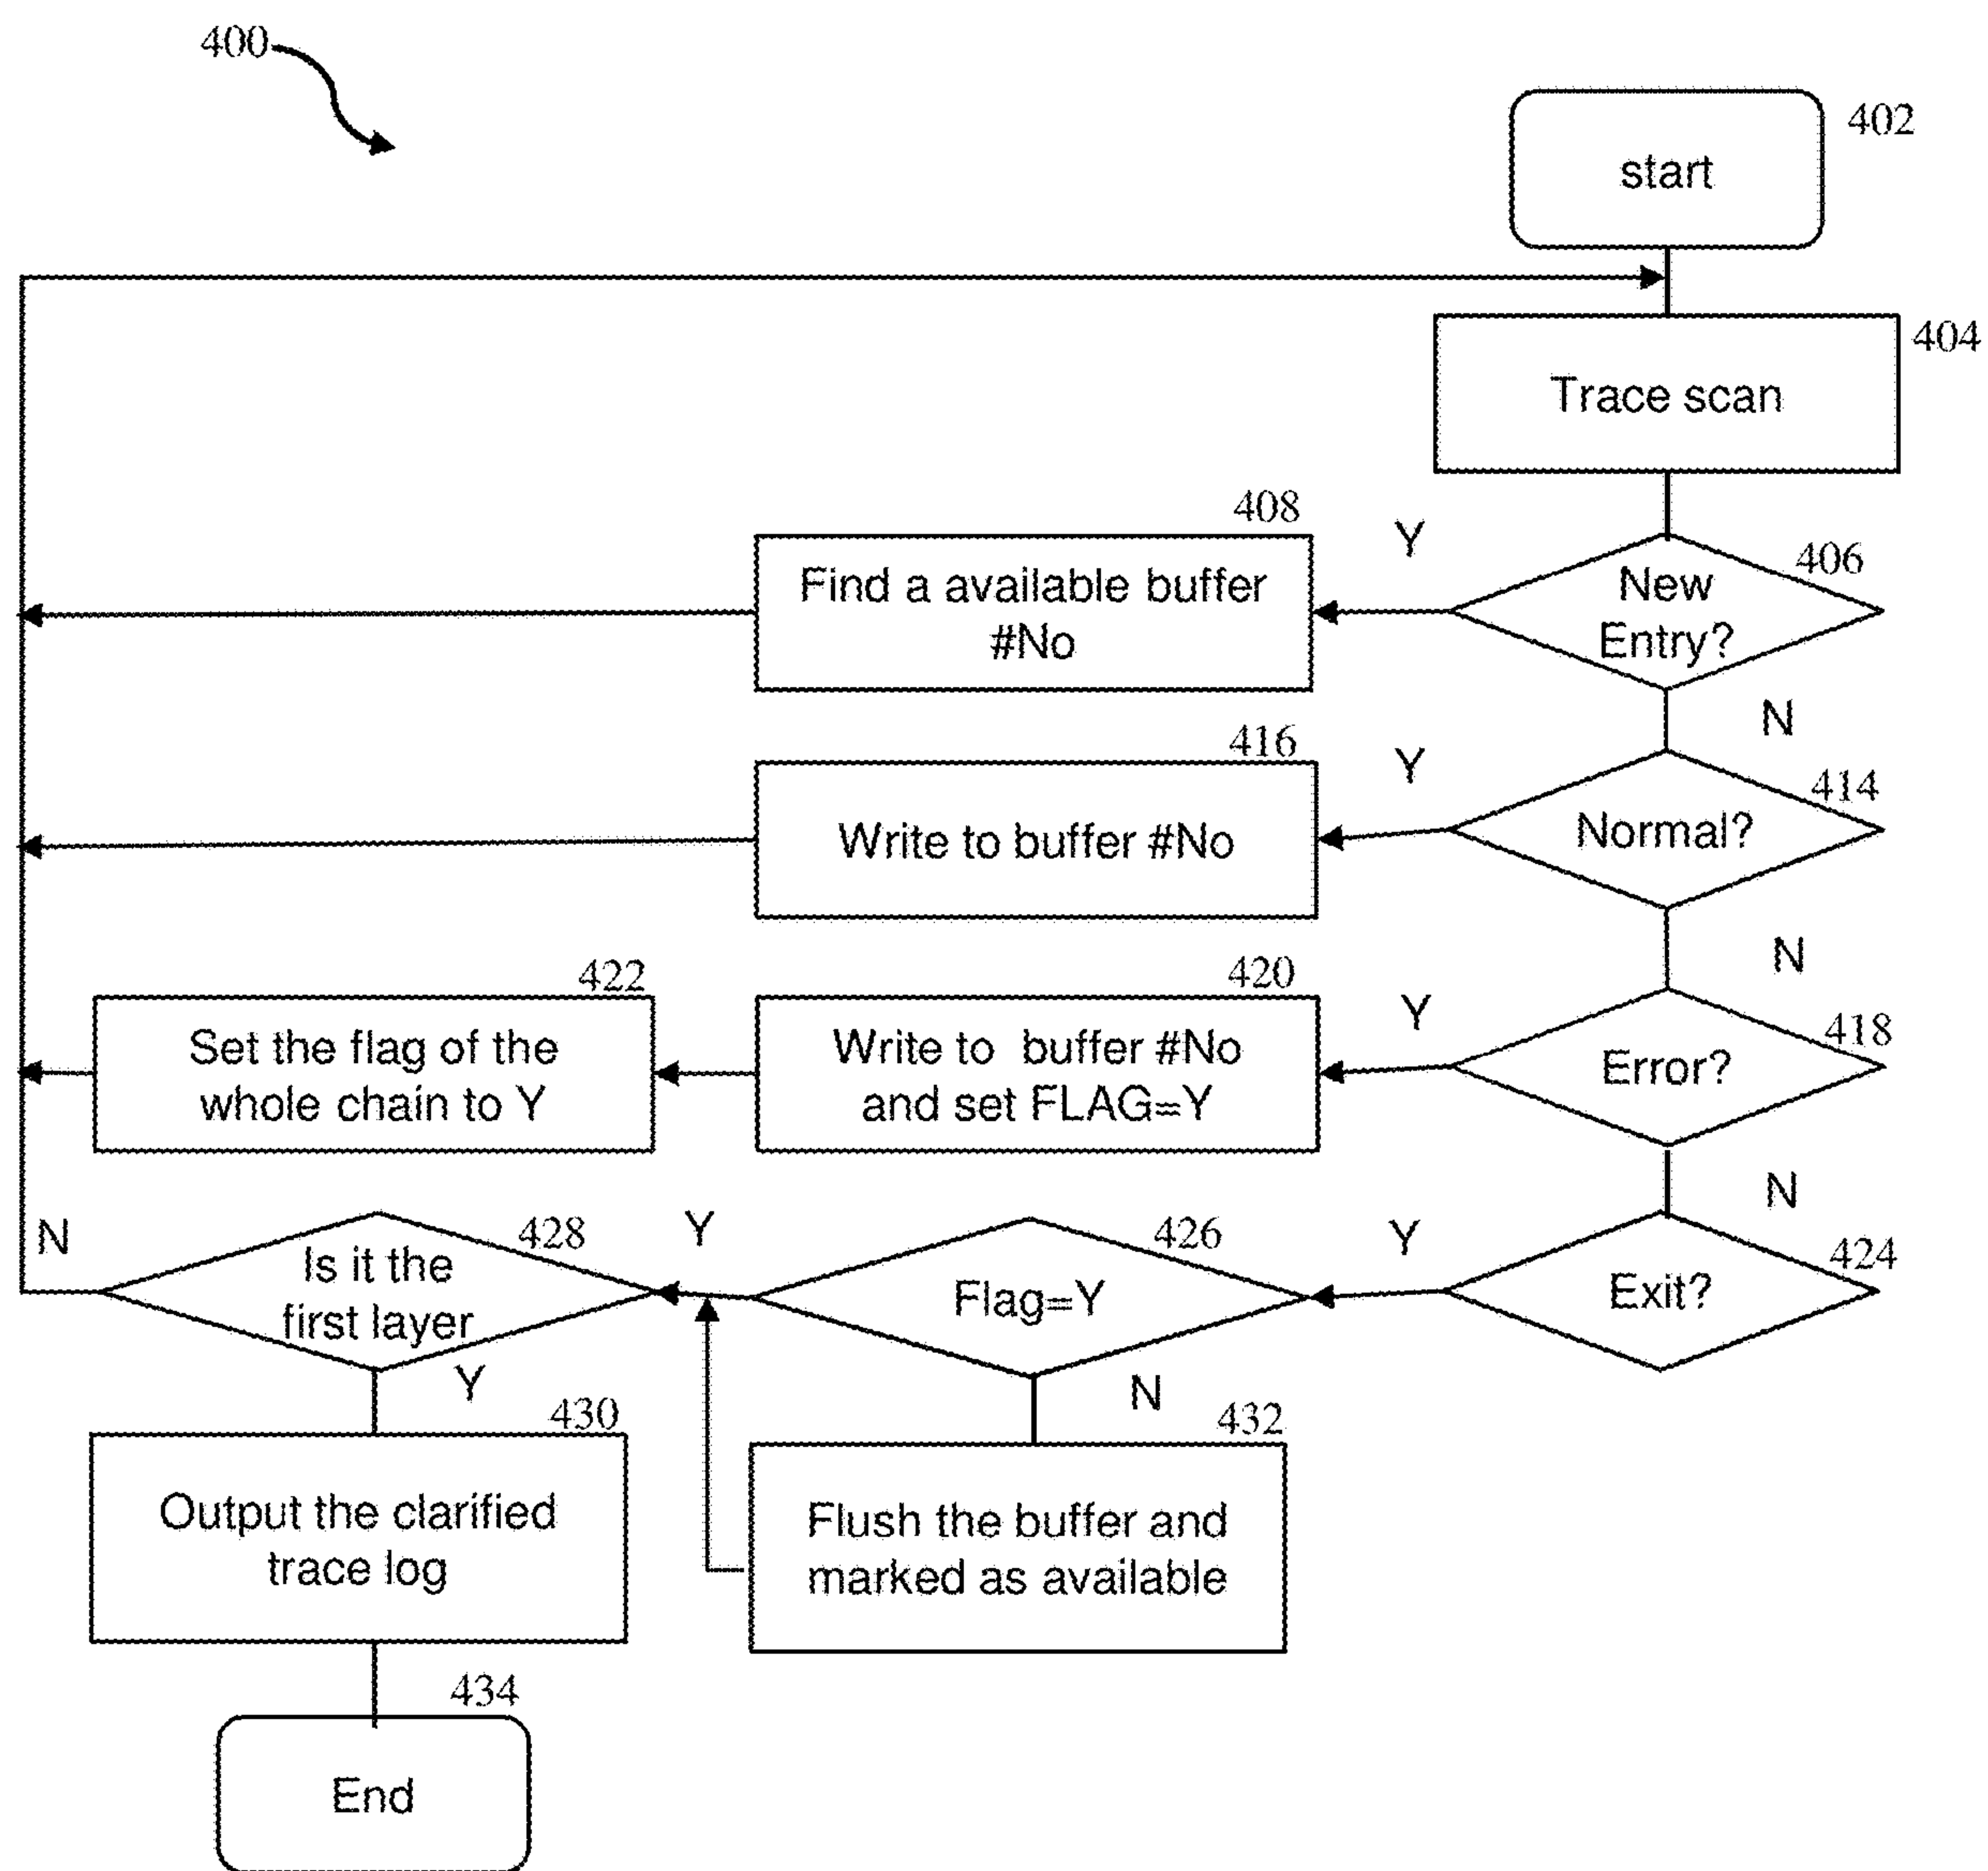 400
402
start
404
Trace scan
408
Y
406
Find a available buffer
#No
New
Entry?
N
416
Y
414
Write to buffer #No
Normal?
N
422
420
Y
418
Set the flag of the
whole chain to Y
Write to buffer #No
and set FLAG=Y
Error?
N
N
428
Y
426
Y
424
Is it the
first layer
Flag=Y
Exit?
Y
N
430
432
Output the clarified
trace log
Flush the buffer and
marked as available
434
End